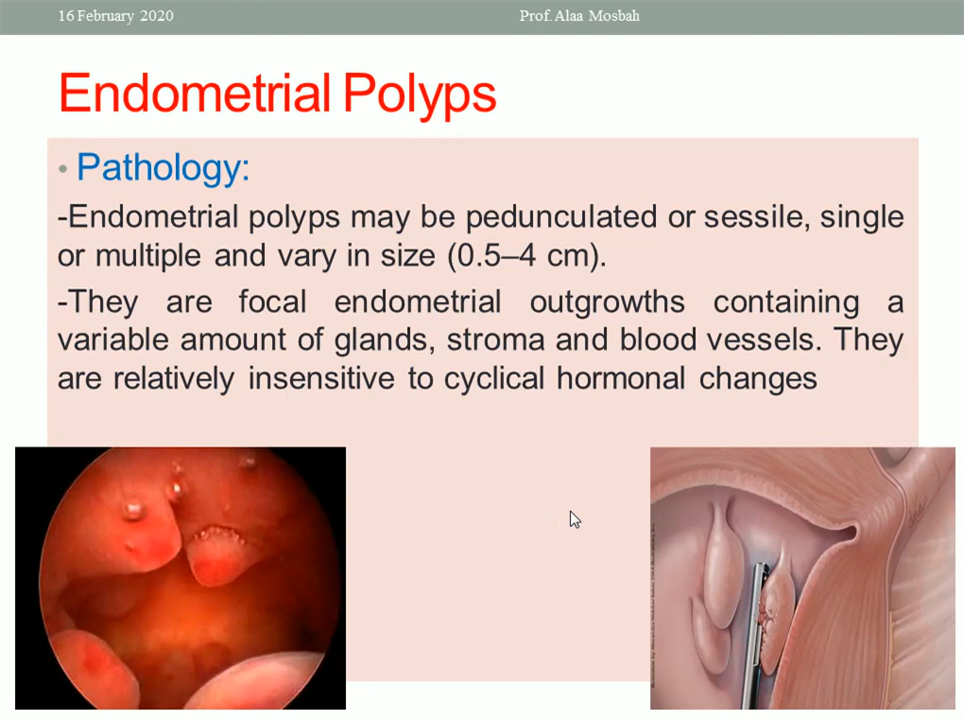 16 February 2020 Prof.Alaa Mosbah
Endometrial Polyps
• Pathology:
-Endometrial polyps may be pedunculated or sessile, single
or multiple and vary in size (0.5–4 cm).
-They are focal endometrial outgrowths containing a
variable amount of glands, stroma and blood vessels. They
are relatively insensitive to cyclical hormonal changes